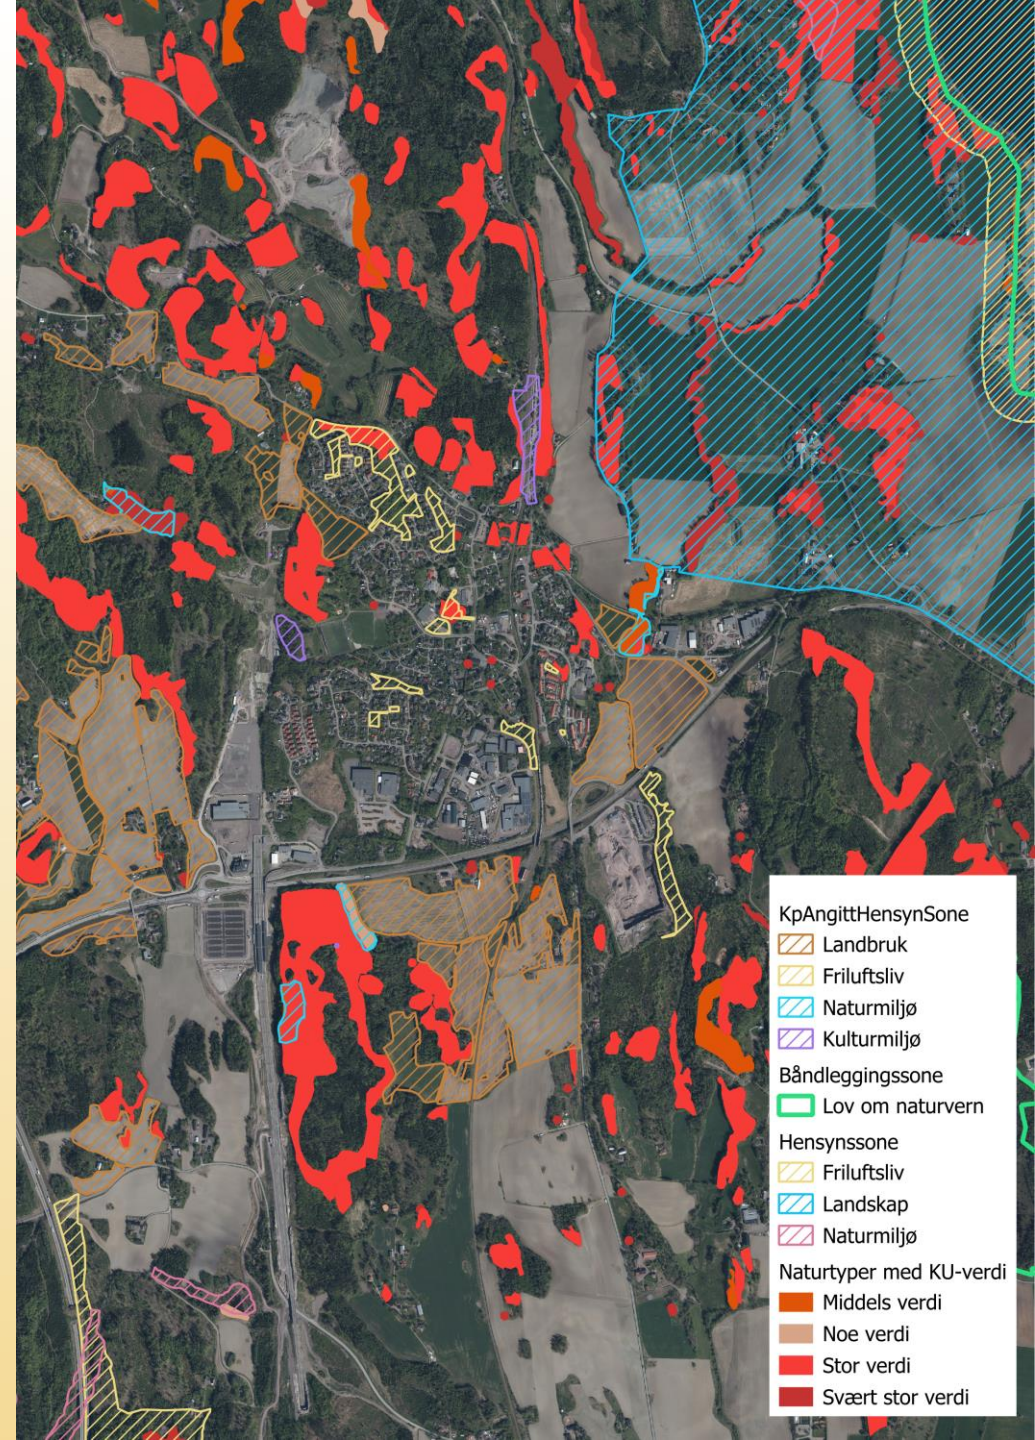 KpAngittHensynSone
Landbruk
Friluftsliv
Naturmiljø
Kulturmiljø
Båndleggingssone
Lov om naturvern
Hensynssone
Friluftsliv
Landskap
Naturmiljø
Naturtyper med KU-verdi
Middels verdi
Noe verdi
Stor verdi
Svært stor verdi